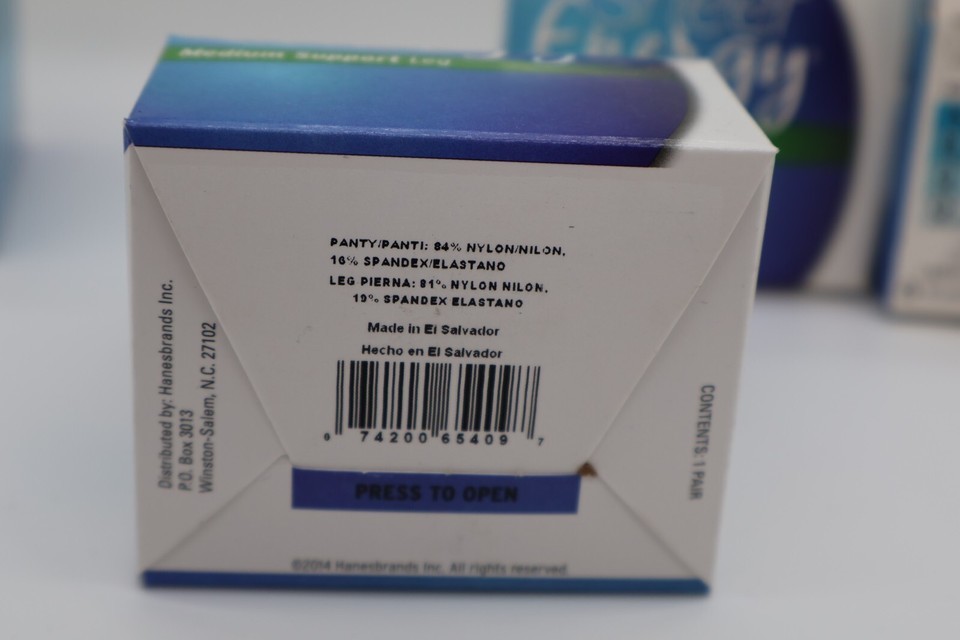 Energy
Medium Support Leg
PANTY/PANTI: 84% NYLON/NILON,
16% SPANDEX/ELASTANO
LEG PIERNA: 81% NYLON NILON,
19% SPANDEX ELASTANO
Made in El Salvador
Hecho en El Salvador
0 74200 65409 7
PRESS TO OPEN
©2014 Hanesbrands Inc. All rights reserved
Distributed by: Hanesbrands Inc.
P.O. Box 3013
Winston-Salem, N.C. 27102
CONTENTS: 1 PAIR